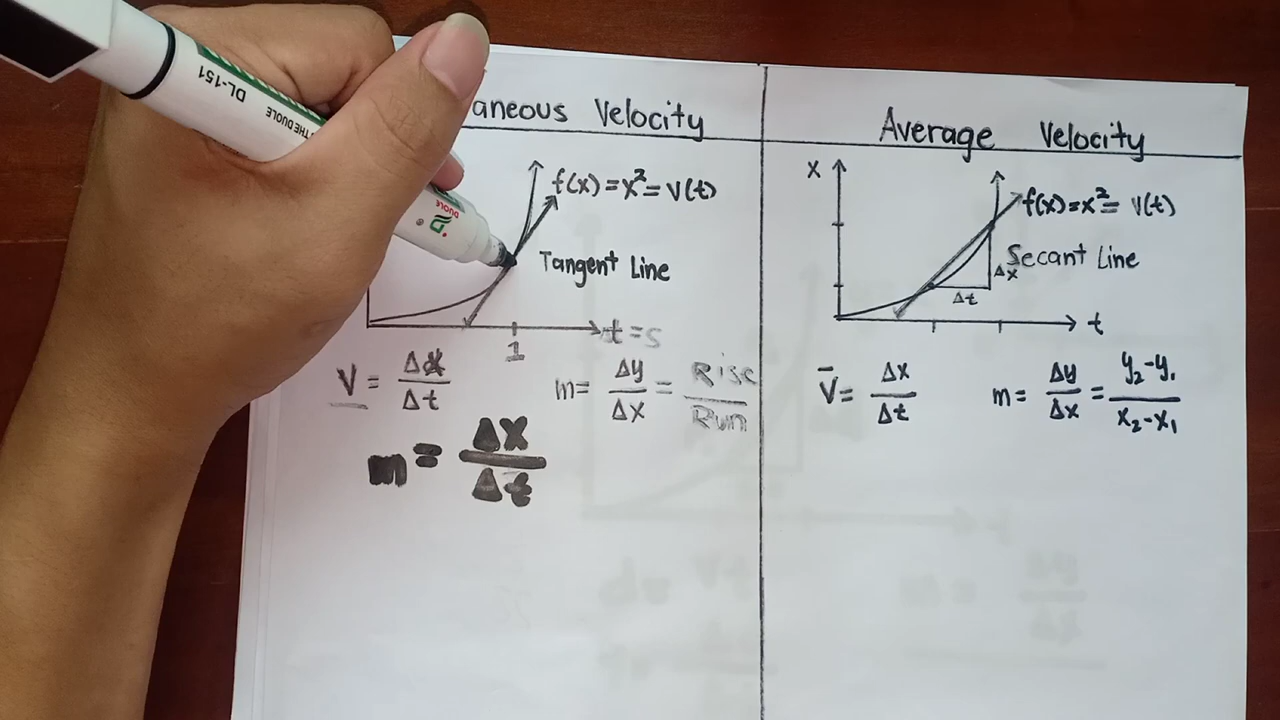 DL-151
THE DUOLE
DUOLE
aneous Velocity
f(x)=x²=v(t)
Tangent Line
t=s
1
V = Δx/Δt
m= Δy/Δx = Rise/Run
m = Δx/Δt
Average Velocity
x
f(x)=x²= v(t)
Secant Line
Δx
Δt
t
V̄= Δx/Δt
m= Δy/Δx = y₂-y₁/x₂-x₁